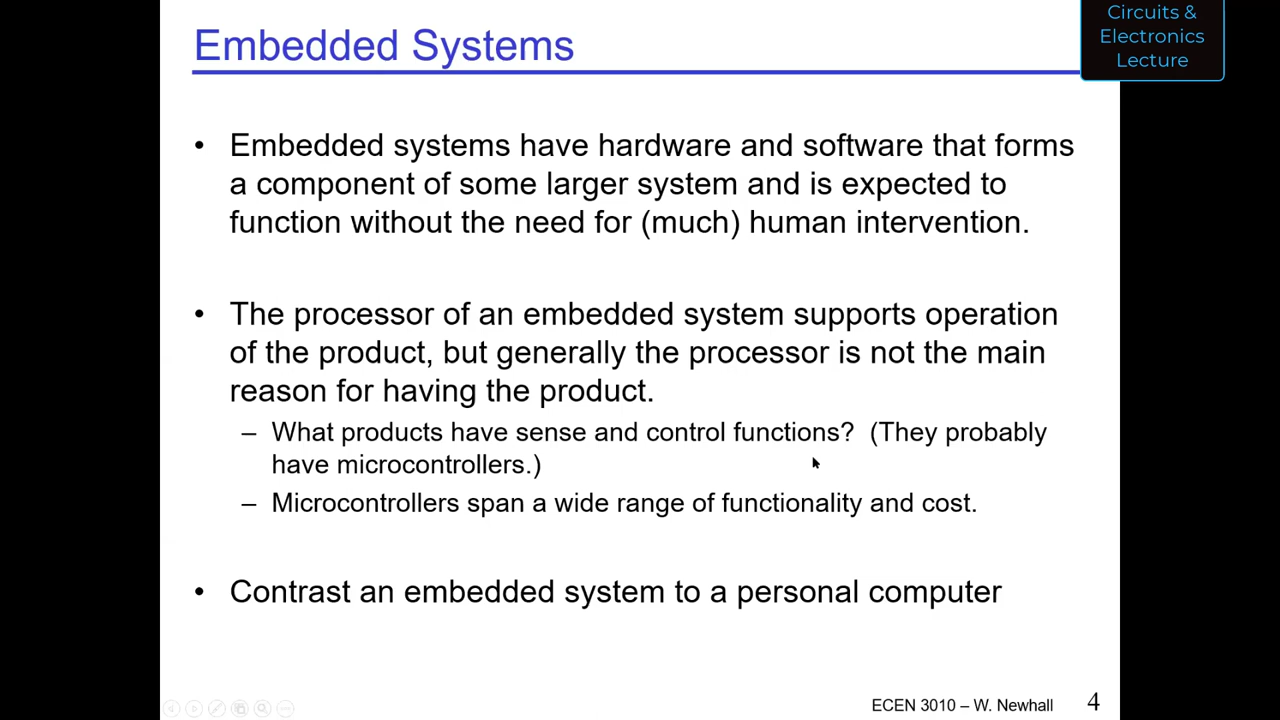 Embedded Systems
Circuits &
Electronics
Lecture
• Embedded systems have hardware and software that forms
a component of some larger system and is expected to
function without the need for (much) human intervention.
• The processor of an embedded system supports operation
of the product, but generally the processor is not the main
reason for having the product.
– What products have sense and control functions? (They probably
have microcontrollers.)
– Microcontrollers span a wide range of functionality and cost.
• Contrast an embedded system to a personal computer
ECEN 3010 – W. Newhall 4